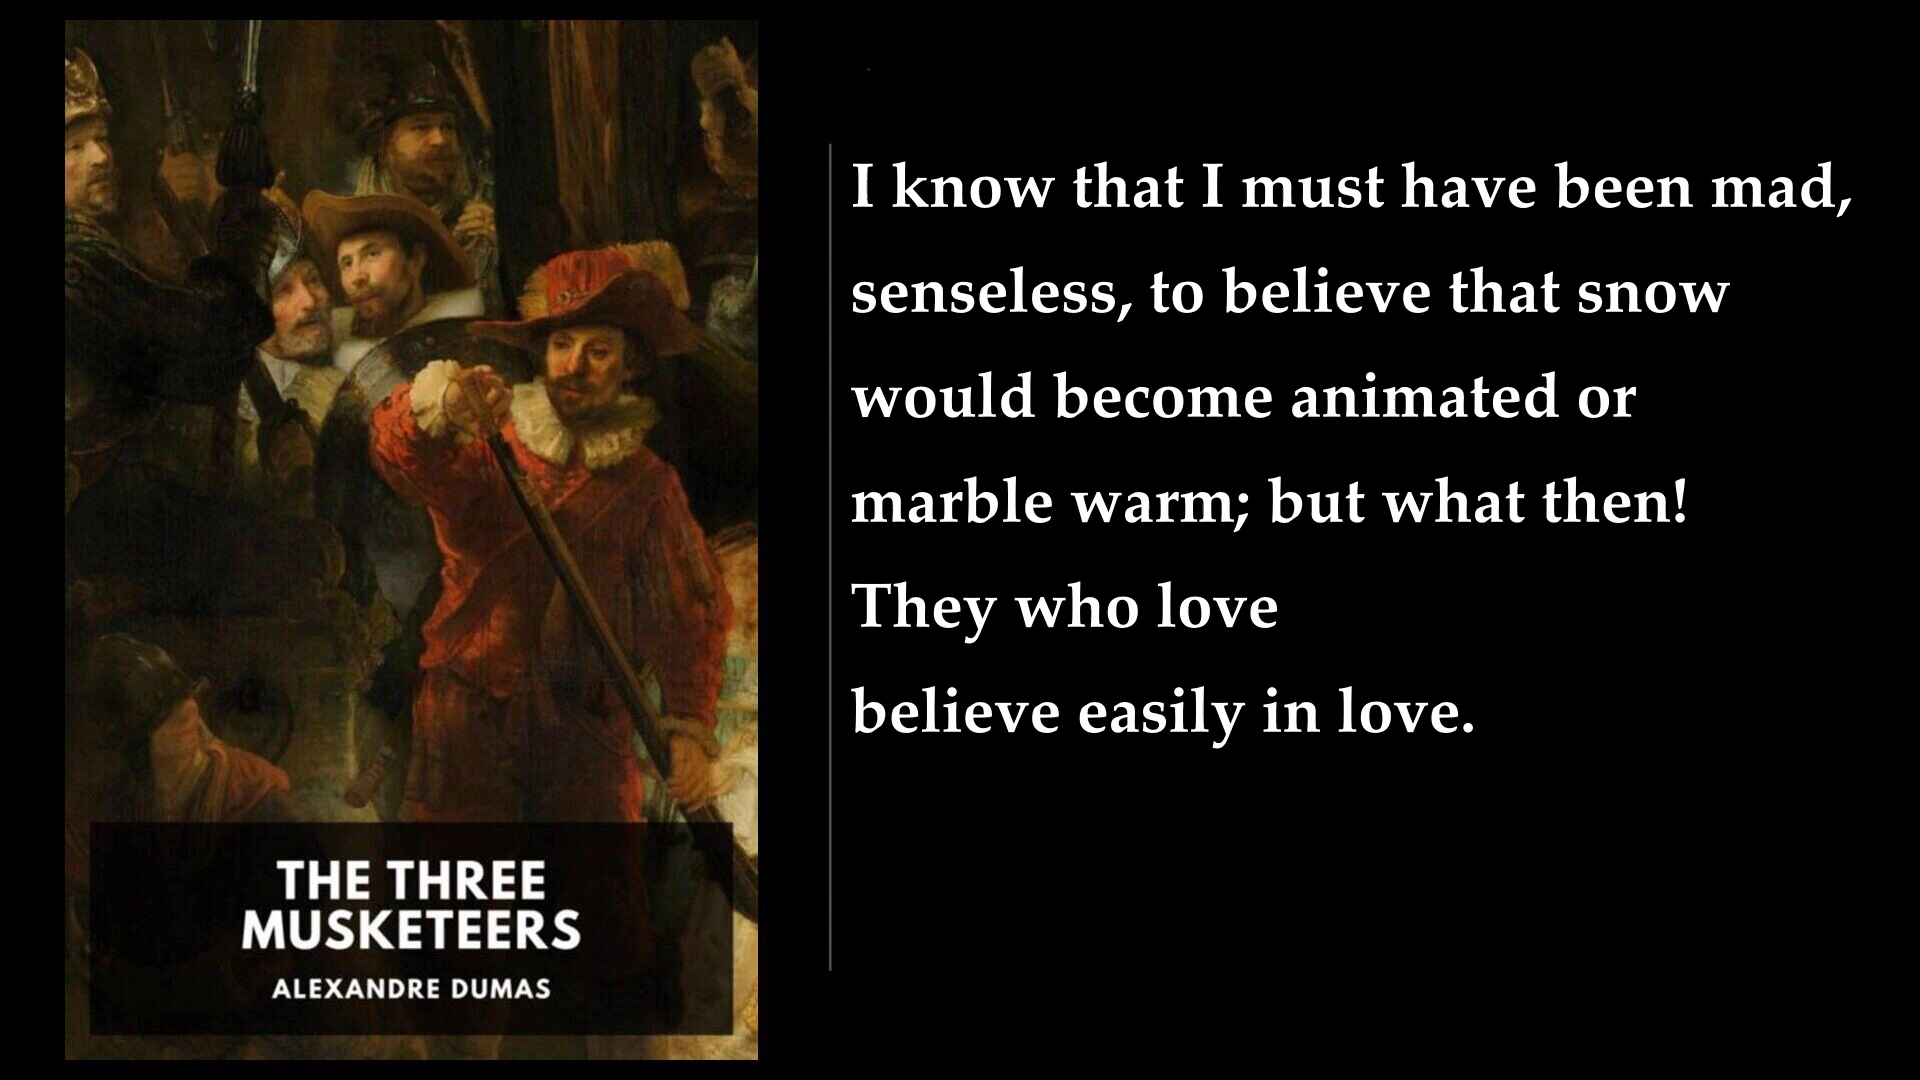 THE THREE
MUSKETEERS
ALEXANDRE DUMAS
I know that I must have been mad,
senseless, to believe that snow
would become animated or
marble warm; but what then!
They who love
believe easily in love.